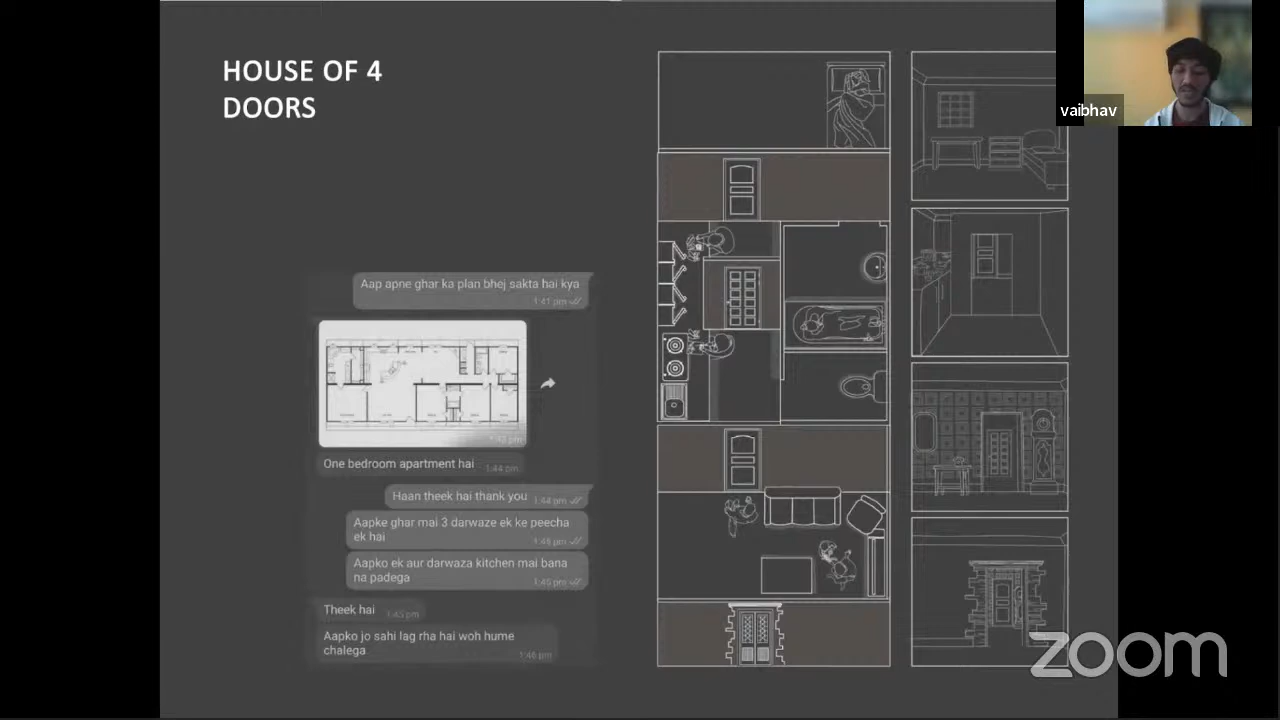 HOUSE OF 4
DOORS
vaibhav
Aap apne ghar ka plan bhej sakta hai kya
1:41 pm
1:43 pm
One bedroom apartment hai
1:44 pm
Haan theek hai thank you
1:44 pm
Aapke ghar mai 3 darwaze ek ke peecha
ek hai
1:45 pm
Aapko ek aur darwaza kitchen mai bana
na padega
1:45 pm
Theek hai
1:45 pm
Aapko jo sahi lag rha hai woh hume
chalega
1:46 pm
zoom